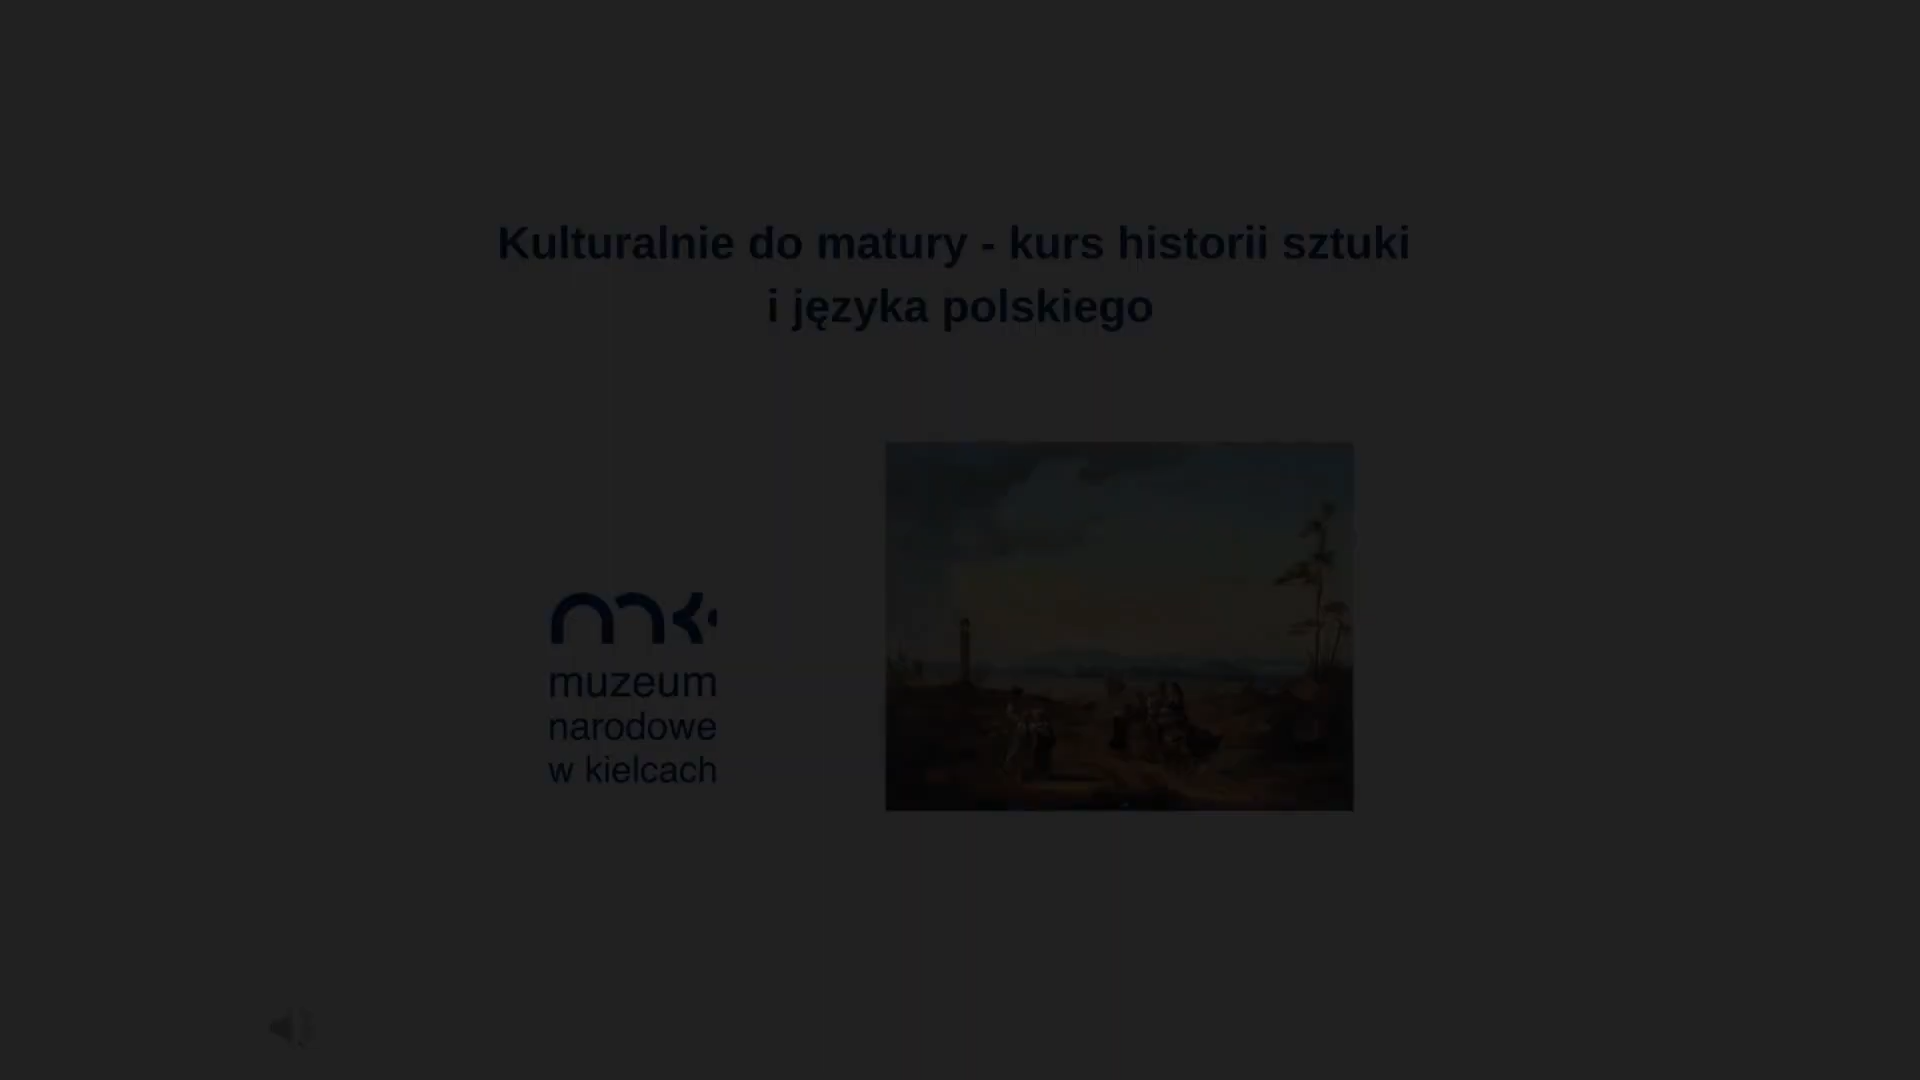 Kulturalnie do matury - kurs historii sztuki
i języka polskiego
muzeum
narodowe
w kielcach